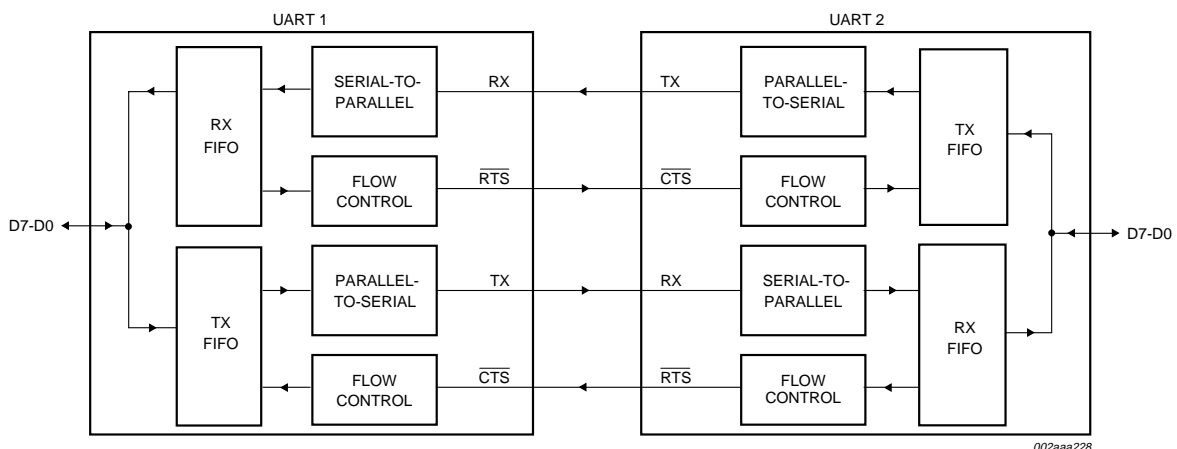 UART 1
UART 2
SERIAL-TO-
PARALLEL
RX
TX
PARALLEL-
TO-SERIAL
RX
FIFO
TX
FIFO
FLOW
CONTROL
RTS
CTS
FLOW
CONTROL
D7-D0
D7-D0
PARALLEL-
TO-SERIAL
TX
RX
SERIAL-TO-
PARALLEL
TX
FIFO
RX
FIFO
FLOW
CONTROL
CTS
RTS
FLOW
CONTROL
002aaa228